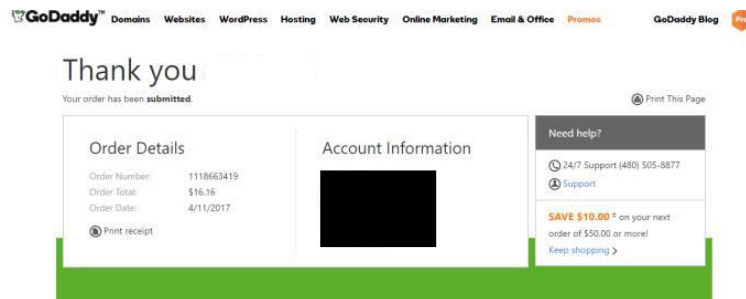 GoDaddy™ Domains Websites WordPress Hosting Web Security Online Marketing Email & Office Promos GoDaddy Blog Pro
Thank you
Your order has been submitted.
Print This Page
Order Details
Order Number: 1118663419
Order Total: $16.16
Order Date: 4/11/2017
Print receipt
Account Information
Need help?
24/7 Support (480) 505-8877
Support
SAVE $10.00 * on your next
order of $50.00 or more!
Keep shopping >